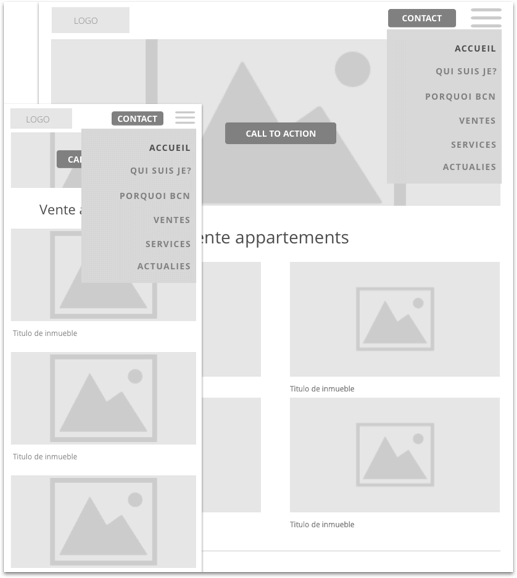 LOGO
CONTACT
ACCUEIL
QUI SUIS JE?
PORQUOI BCN
VENTES
SERVICES
ACTUALIES
CALL TO ACTION
ente appartements
Titulo de inmueble
Titulo de inmueble
LOGO
CONTACT
ACCUEIL
QUI SUIS JE?
PORQUOI BCN
VENTES
SERVICES
ACTUALIES
CAL
Vente a
Titulo de inmueble
Titulo de inmueble